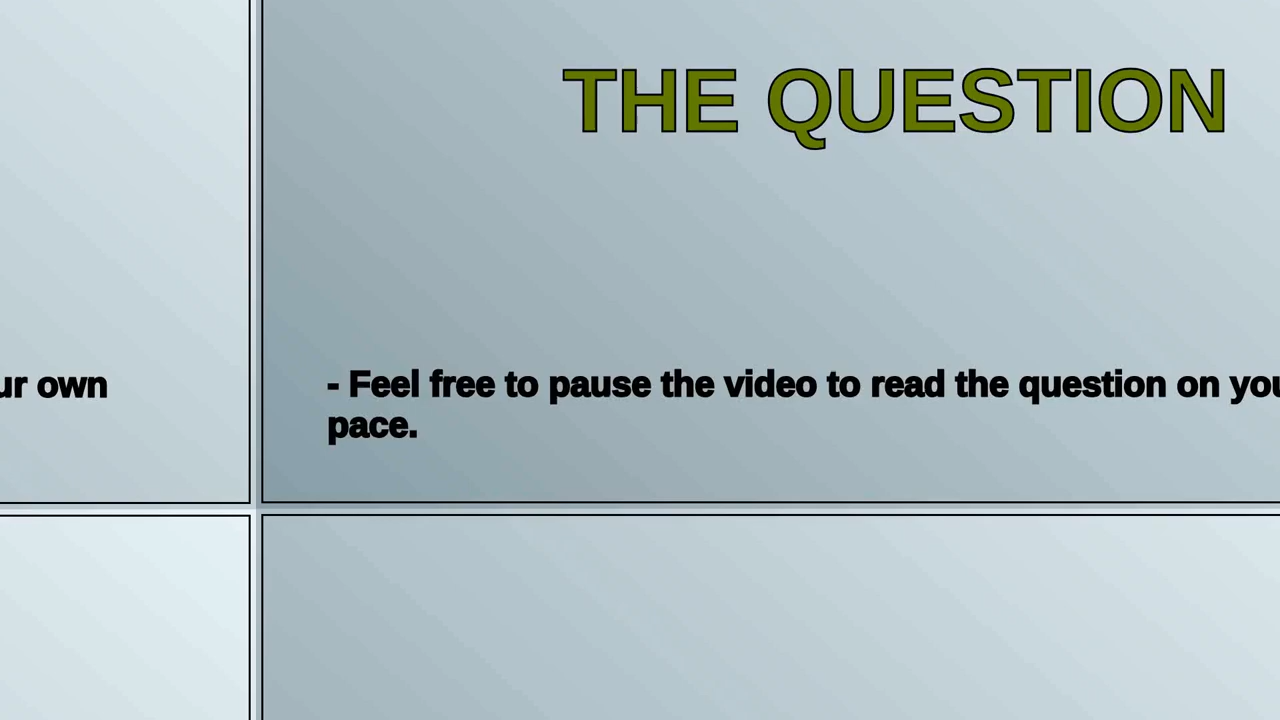 THE QUESTION
ur own
- Feel free to pause the video to read the question on you
pace.